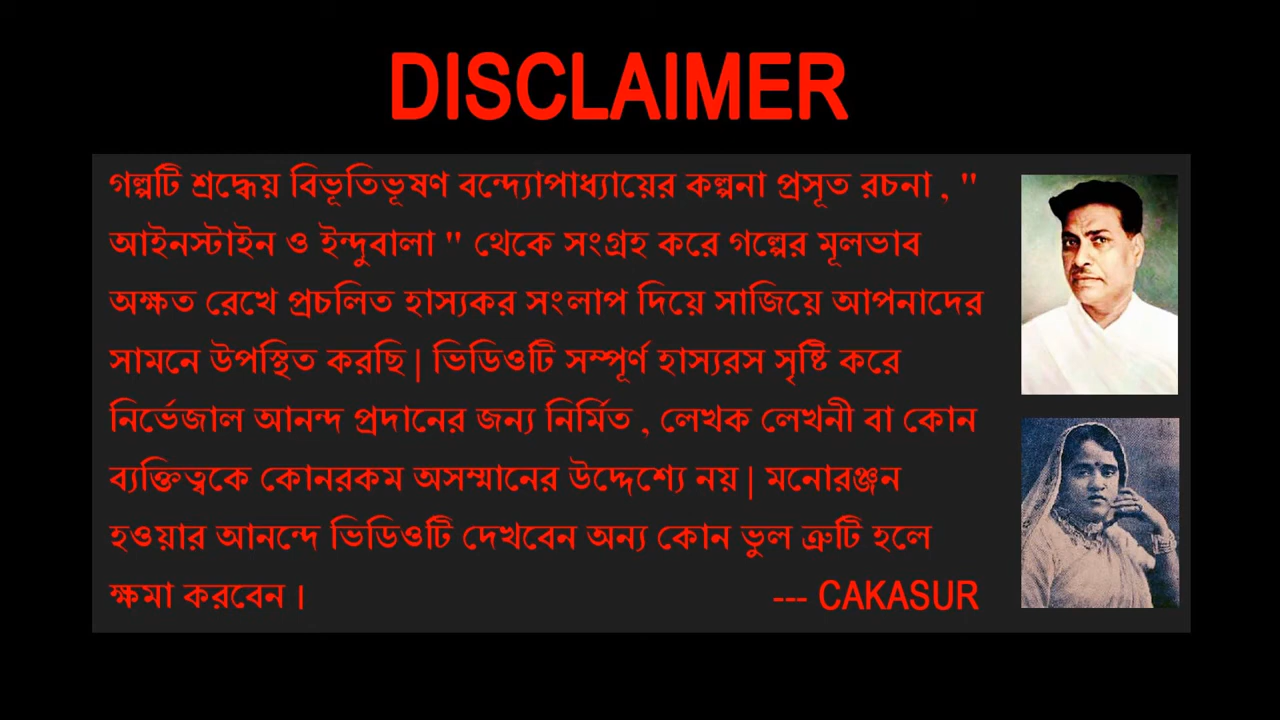 DISCLAIMER
গল্পটি শ্রদ্ধেয় বিভূতিভূষণ বন্দ্যোপাধ্যায়ের কল্পনা প্রসূত রচনা , "
আইনস্টাইন ও ইন্দুবালা " থেকে সংগ্রহ করে গল্পের মূলভাব
অক্ষত রেখে প্রচলিত হাস্যকর সংলাপ দিয়ে সাজিয়ে আপনাদের
সামনে উপস্থিত করছি | ভিডিওটি সম্পূর্ণ হাস্যরস সৃষ্টি করে
নির্ভেজাল আনন্দ প্রদানের জন্য নির্মিত , লেখক লেখনী বা কোন
ব্যক্তিত্বকে কোনরকম অসম্মানের উদ্দেশ্যে নয় | মনোরঞ্জন
হওয়ার আনন্দে ভিডিওটি দেখবেন অন্য কোন ভুল ত্রুটি হলে
ক্ষমা করবেন । --- CAKASUR